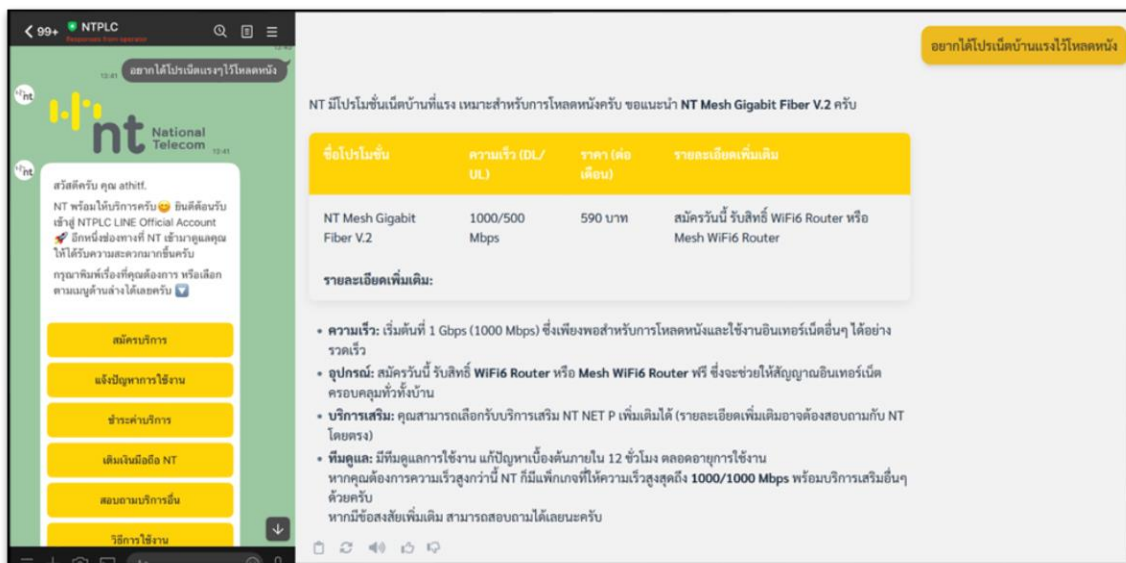 99+ NTPLC
Responses from operator
อยากได้โปรเน็ตแรงๆไว้โหลดหนัง
13:41
nt
nt National
Telecom
13:41
nt
สวัสดีครับ คุณ athitf.
NT พร้อมให้บริการครับ😊 ยินดีต้อนรับ
เข้าสู่ NTPLC LINE Official Account
🚀 อีกหนึ่งช่องทางที่ NT เข้ามาดูแลคุณ
ให้ได้รับความสะดวกมากขึ้นครับ
กรุณาพิมพ์เรื่องที่คุณต้องการ หรือเลือก
ตามเมนูด้านล่างได้เลยครับ 🔽
สมัครบริการ
แจ้งปัญหาการใช้งาน
ชำระค่าบริการ
เติมเงินมือถือ NT
สอบถามบริการอื่น
วิธีการใช้งาน
อยากได้โปรเน็ตบ้านแรงไว้โหลดหนัง
NT มีโปรโมชั่นเน็ตบ้านที่แรง เหมาะสำหรับการโหลดหนังครับ ขอแนะนำ NT Mesh Gigabit Fiber V.2 ครับ
ชื่อโปรโมชั่น ความเร็ว (DL/ ราคา (ต่อ รายละเอียดเพิ่มเติม
UL) เดือน)
NT Mesh Gigabit 1000/500 590 บาท สมัครวันนี้ รับสิทธิ์ WiFi6 Router หรือ
Fiber V.2 Mbps Mesh WiFi6 Router
รายละเอียดเพิ่มเติม:
• ความเร็ว: เริ่มต้นที่ 1 Gbps (1000 Mbps) ซึ่งเพียงพอสำหรับการโหลดหนังและใช้งานอินเทอร์เน็ตอื่นๆ ได้อย่าง
รวดเร็ว
• อุปกรณ์: สมัครวันนี้ รับสิทธิ์ WiFi6 Router หรือ Mesh WiFi6 Router ฟรี ซึ่งจะช่วยให้สัญญาณอินเทอร์เน็ต
ครอบคลุมทั่วทั้งบ้าน
• บริการเสริม: คุณสามารถเลือกรับบริการเสริม NT NET P เพิ่มเติมได้ (รายละเอียดเพิ่มเติมอาจต้องสอบถามกับ NT
โดยตรง)
• ทีมดูแล: มีทีมดูแลการใช้งาน แก้ปัญหาเบื้องต้นภายใน 12 ชั่วโมง ตลอดอายุการใช้งาน
หากคุณต้องการความเร็วสูงกว่านี้ NT ก็มีแพ็กเกจที่ให้ความเร็วสูงสุดถึง 1000/1000 Mbps พร้อมบริการเสริมอื่นๆ
ด้วยครับ
หากมีข้อสงสัยเพิ่มเติม สามารถสอบถามได้เลยนะครับ